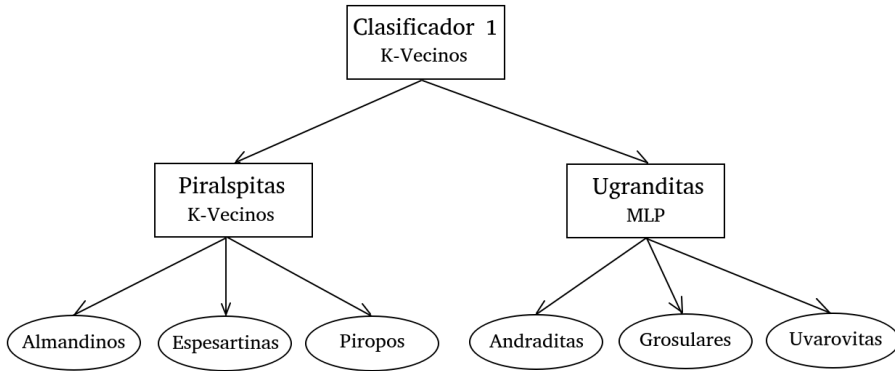 Clasificador 1
K-Vecinos
Piralspitas
K-Vecinos
Ugranditas
MLP
Almandinos
Espesartinas
Piropos
Andraditas
Grosulares
Uvarovitas